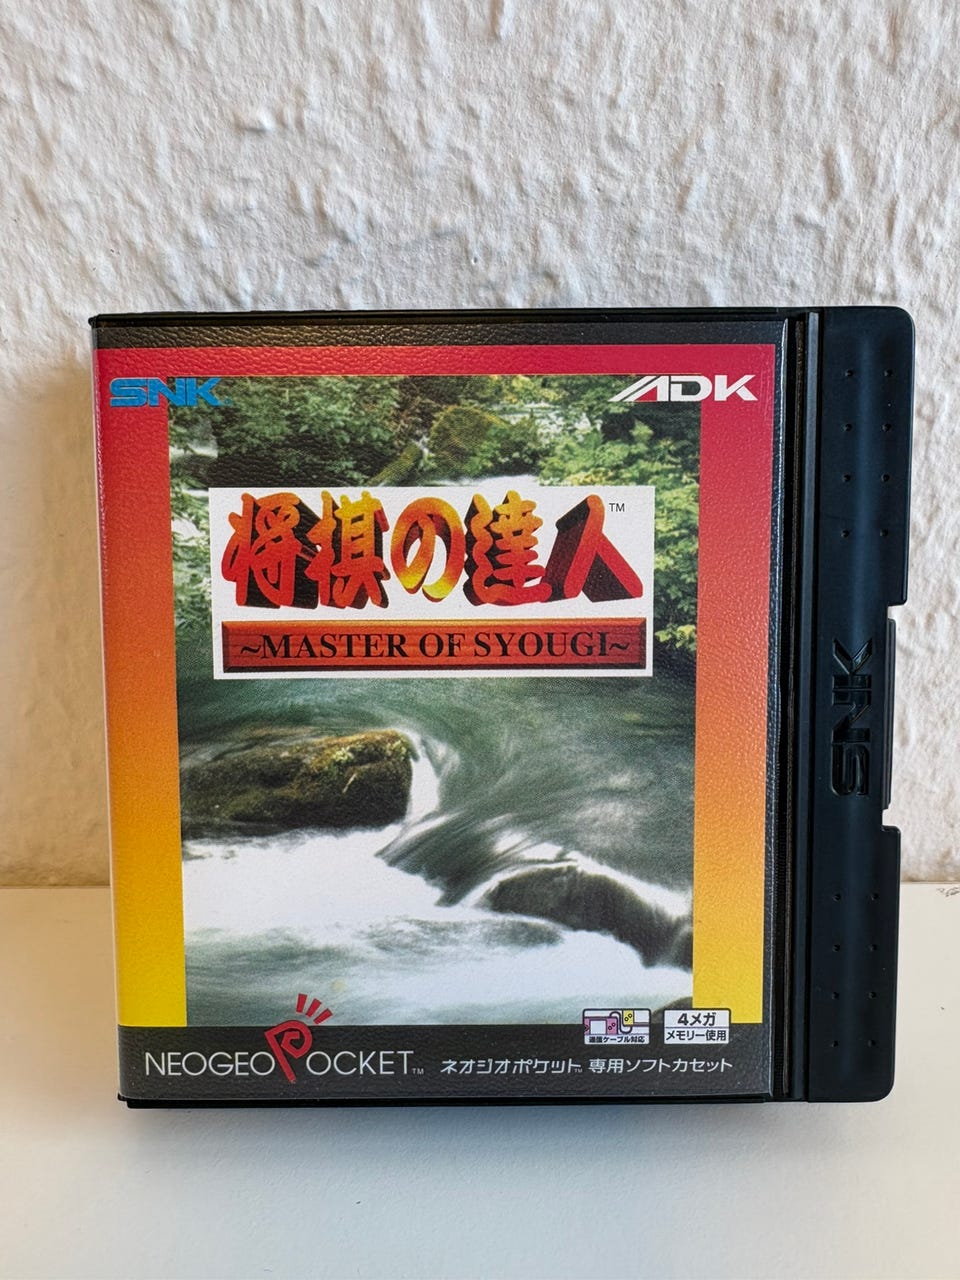 SNK
ADK
将棋の達人™
~MASTER OF SYOUGI~
SNK
通信ケーブル対応
4メガ
メモリー使用
NEOGEO POCKET™
ネオジオポケット™専用ソフトカセット